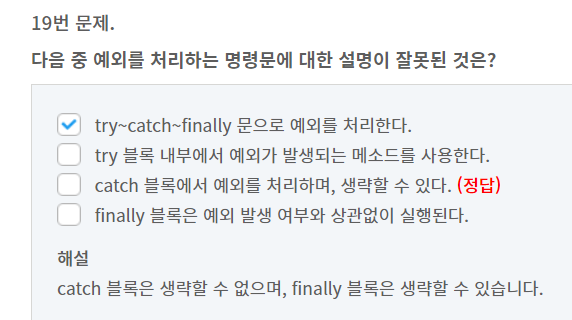 19번 문제.
다음 중 예외를 처리하는 명령문에 대한 설명이 잘못된 것은?
try~catch~finally 문으로 예외를 처리한다.
try 블록 내부에서 예외가 발생되는 메소드를 사용한다.
catch 블록에서 예외를 처리하며, 생략할 수 있다. (정답)
finally 블록은 예외 발생 여부와 상관없이 실행된다.
해설
catch 블록은 생략할 수 없으며, finally 블록은 생략할 수 있습니다.